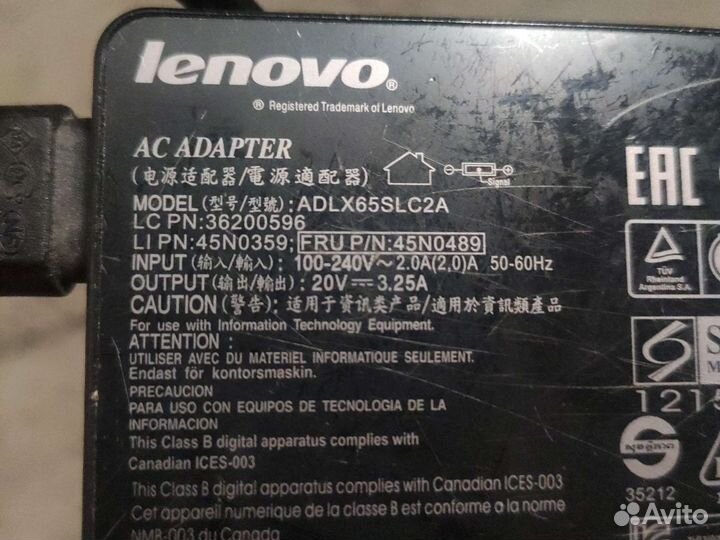 lenovo®
® Registered Trademark of Lenovo
AC ADAPTER
(电源适配器/電源適配器)
Signal
MODEL (型号/型號):ADLX65SLC2A
LC PN:36200596
LI PN:45N0359; FRU P/N:45N0489
INPUT (输入/輸入): 100-240V~2.0A(2,0)A 50-60Hz
OUTPUT (输出/輸出): 20V 3.25A
CAUTION (警告): 适用于资讯类产品/適用於資訊類產品
For use with Information Technology Equipment.
ATTENTION :
UTILISER AVEC DU MATERIEL INFORMATIQUE SEULEMENT.
Endast för kontorsmaskin.
PRECAUCION
PARA USO CON EQUIPOS DE TECNOLOGIA DE LA
INFORMACION
This Class B digital apparatus complies with
Canadian ICES-003
This Class B digital apparatus complies with Canadian ICES-003
Cet appareil numérique de la classe B est conforme a la norme
NMB-003 du Canada
EAC
TÜV
Rheinland
Argentina S.A.
S
M
1215
35212
Avito